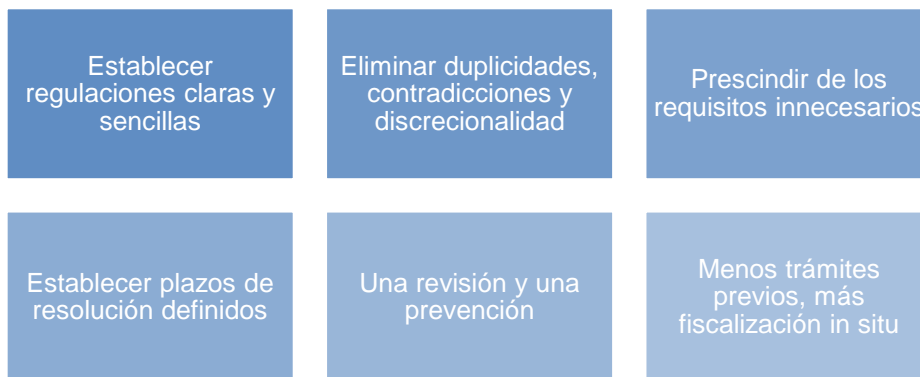 Establecer
regulaciones claras y
sencillas
Eliminar duplicidades,
contradicciones y
discrecionalidad
Prescindir de los
requisitos innecesarios
Establecer plazos de
resolución definidos
Una revisión y una
prevención
Menos trámites
previos, más
fiscalización in situ